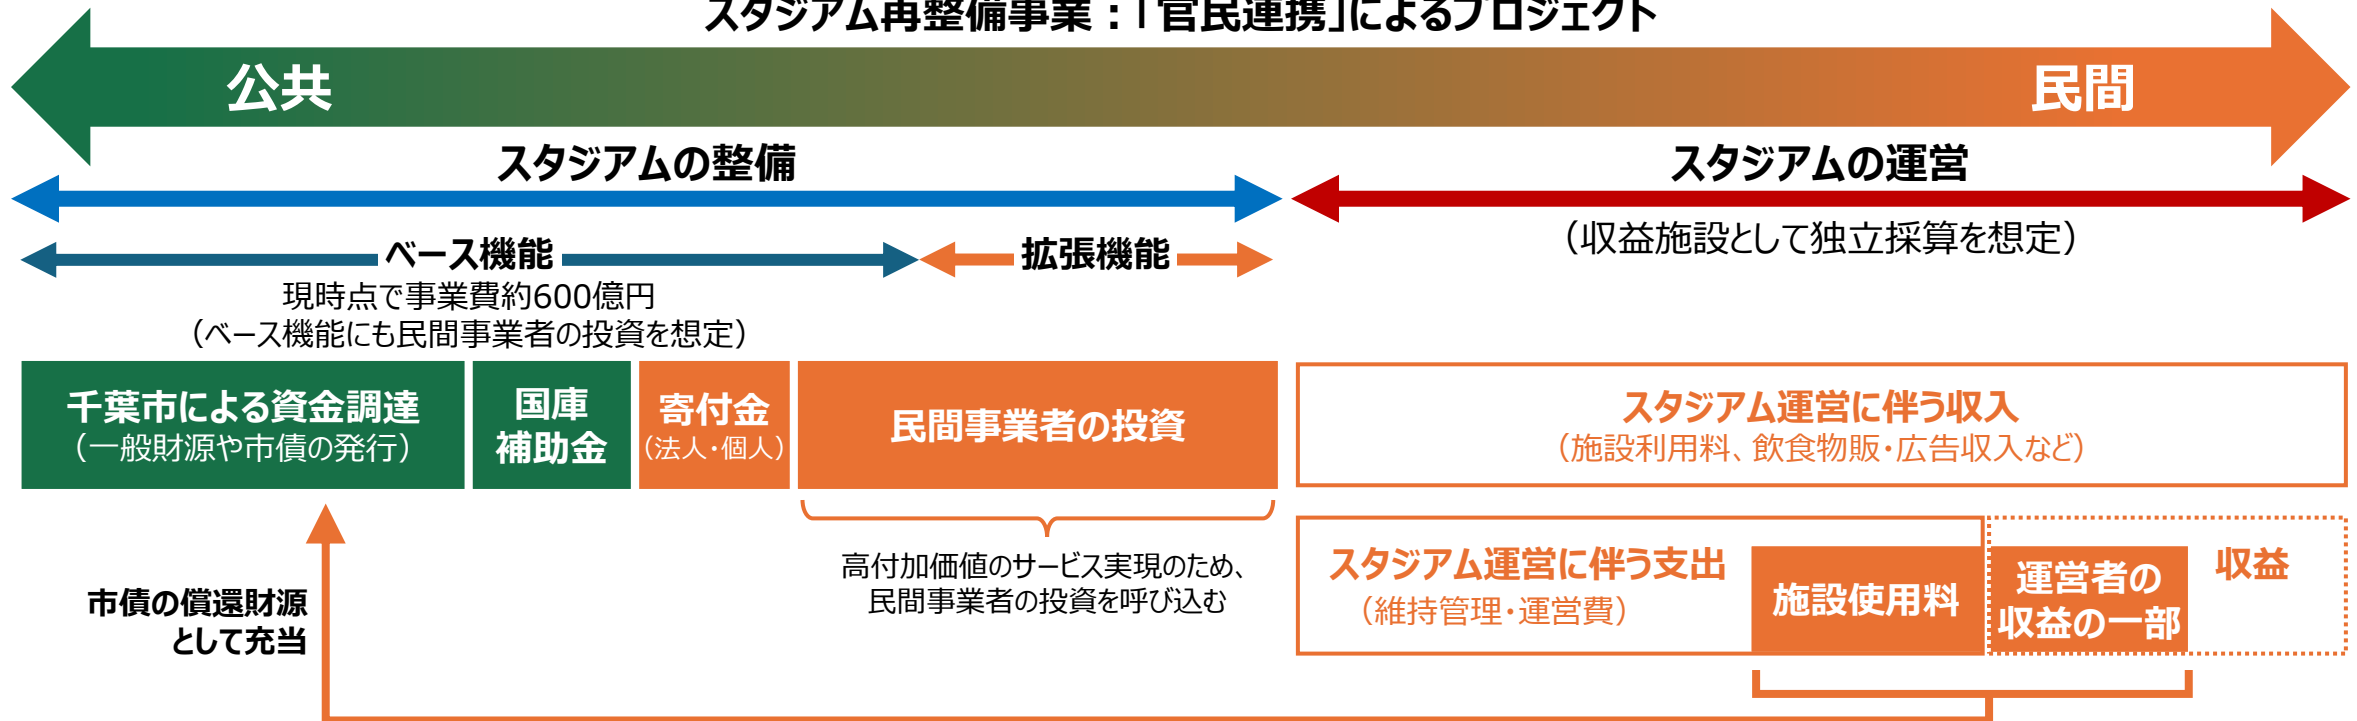 スタジアム再整備事業:「官民連携」によるプロジェクト
公共
民間
スタジアムの整備
スタジアムの運営
(収益施設として独立採算を想定)
ベース機能
拡張機能
現時点で事業費約600億円
(ベース機能にも民間事業者の投資を想定)
千葉市による資金調達
(一般財源や市債の発行)
国庫
補助金
寄付金
(法人・個人)
民間事業者の投資
スタジアム運営に伴う収入
(施設利用料、飲食物販・広告収入など)
高付加価値のサービス実現のため、
民間事業者の投資を呼び込む
スタジアム運営に伴う支出
(維持管理・運営費)
施設使用料
運営者の
収益の一部
収益
市債の償還財源
として充当